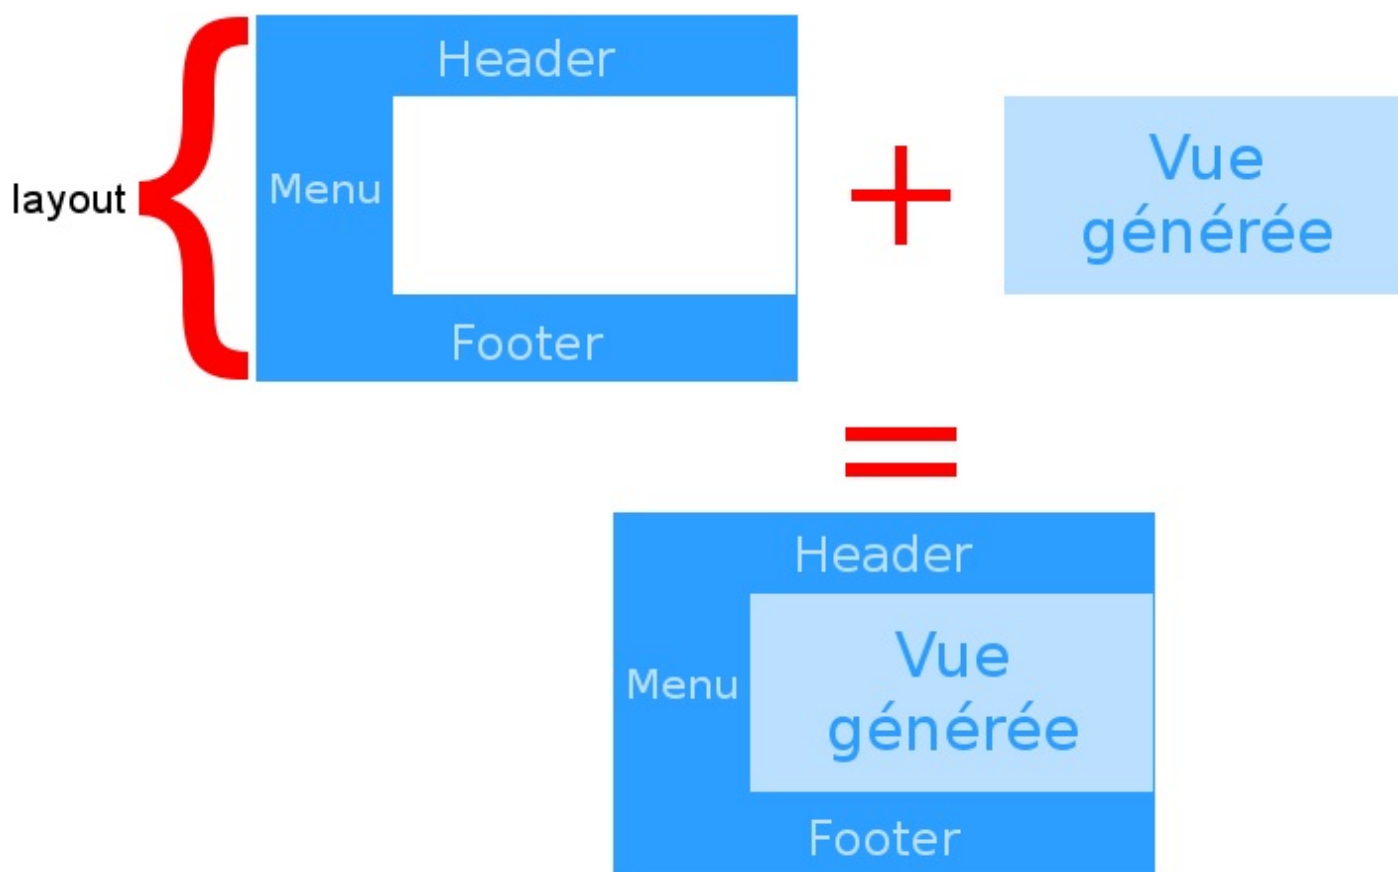 Header
layout
Menu
Footer
+
Vue
générée
=
Header
Menu
Vue
générée
Footer